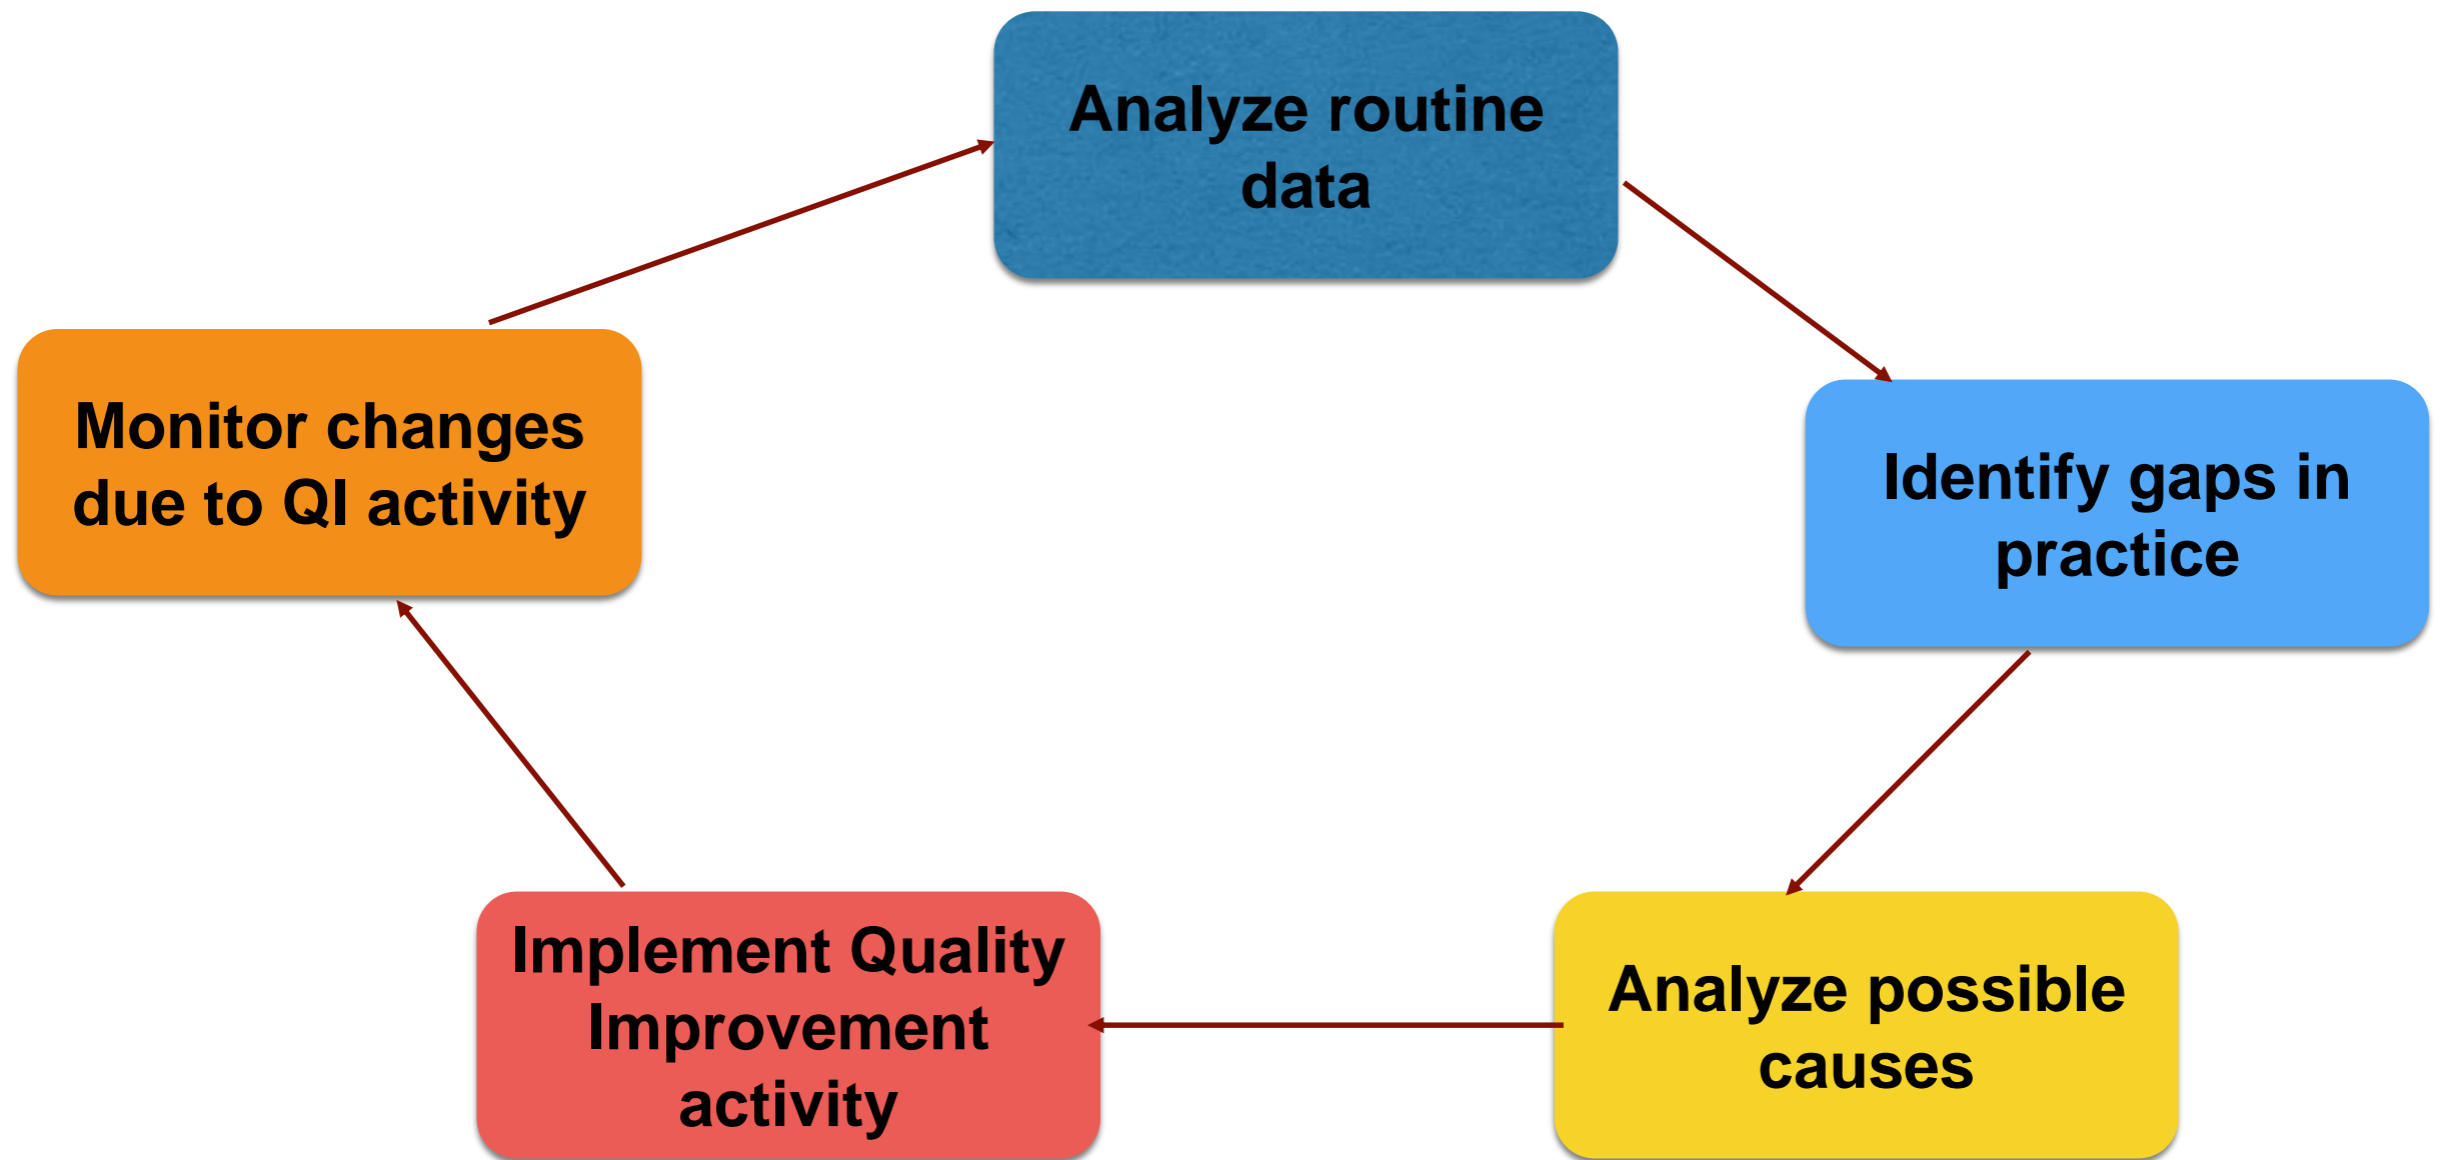 Analyze routine
data
Monitor changes
due to QI activity
Identify gaps in
practice
Implement Quality
Improvement
activity
Analyze possible
causes